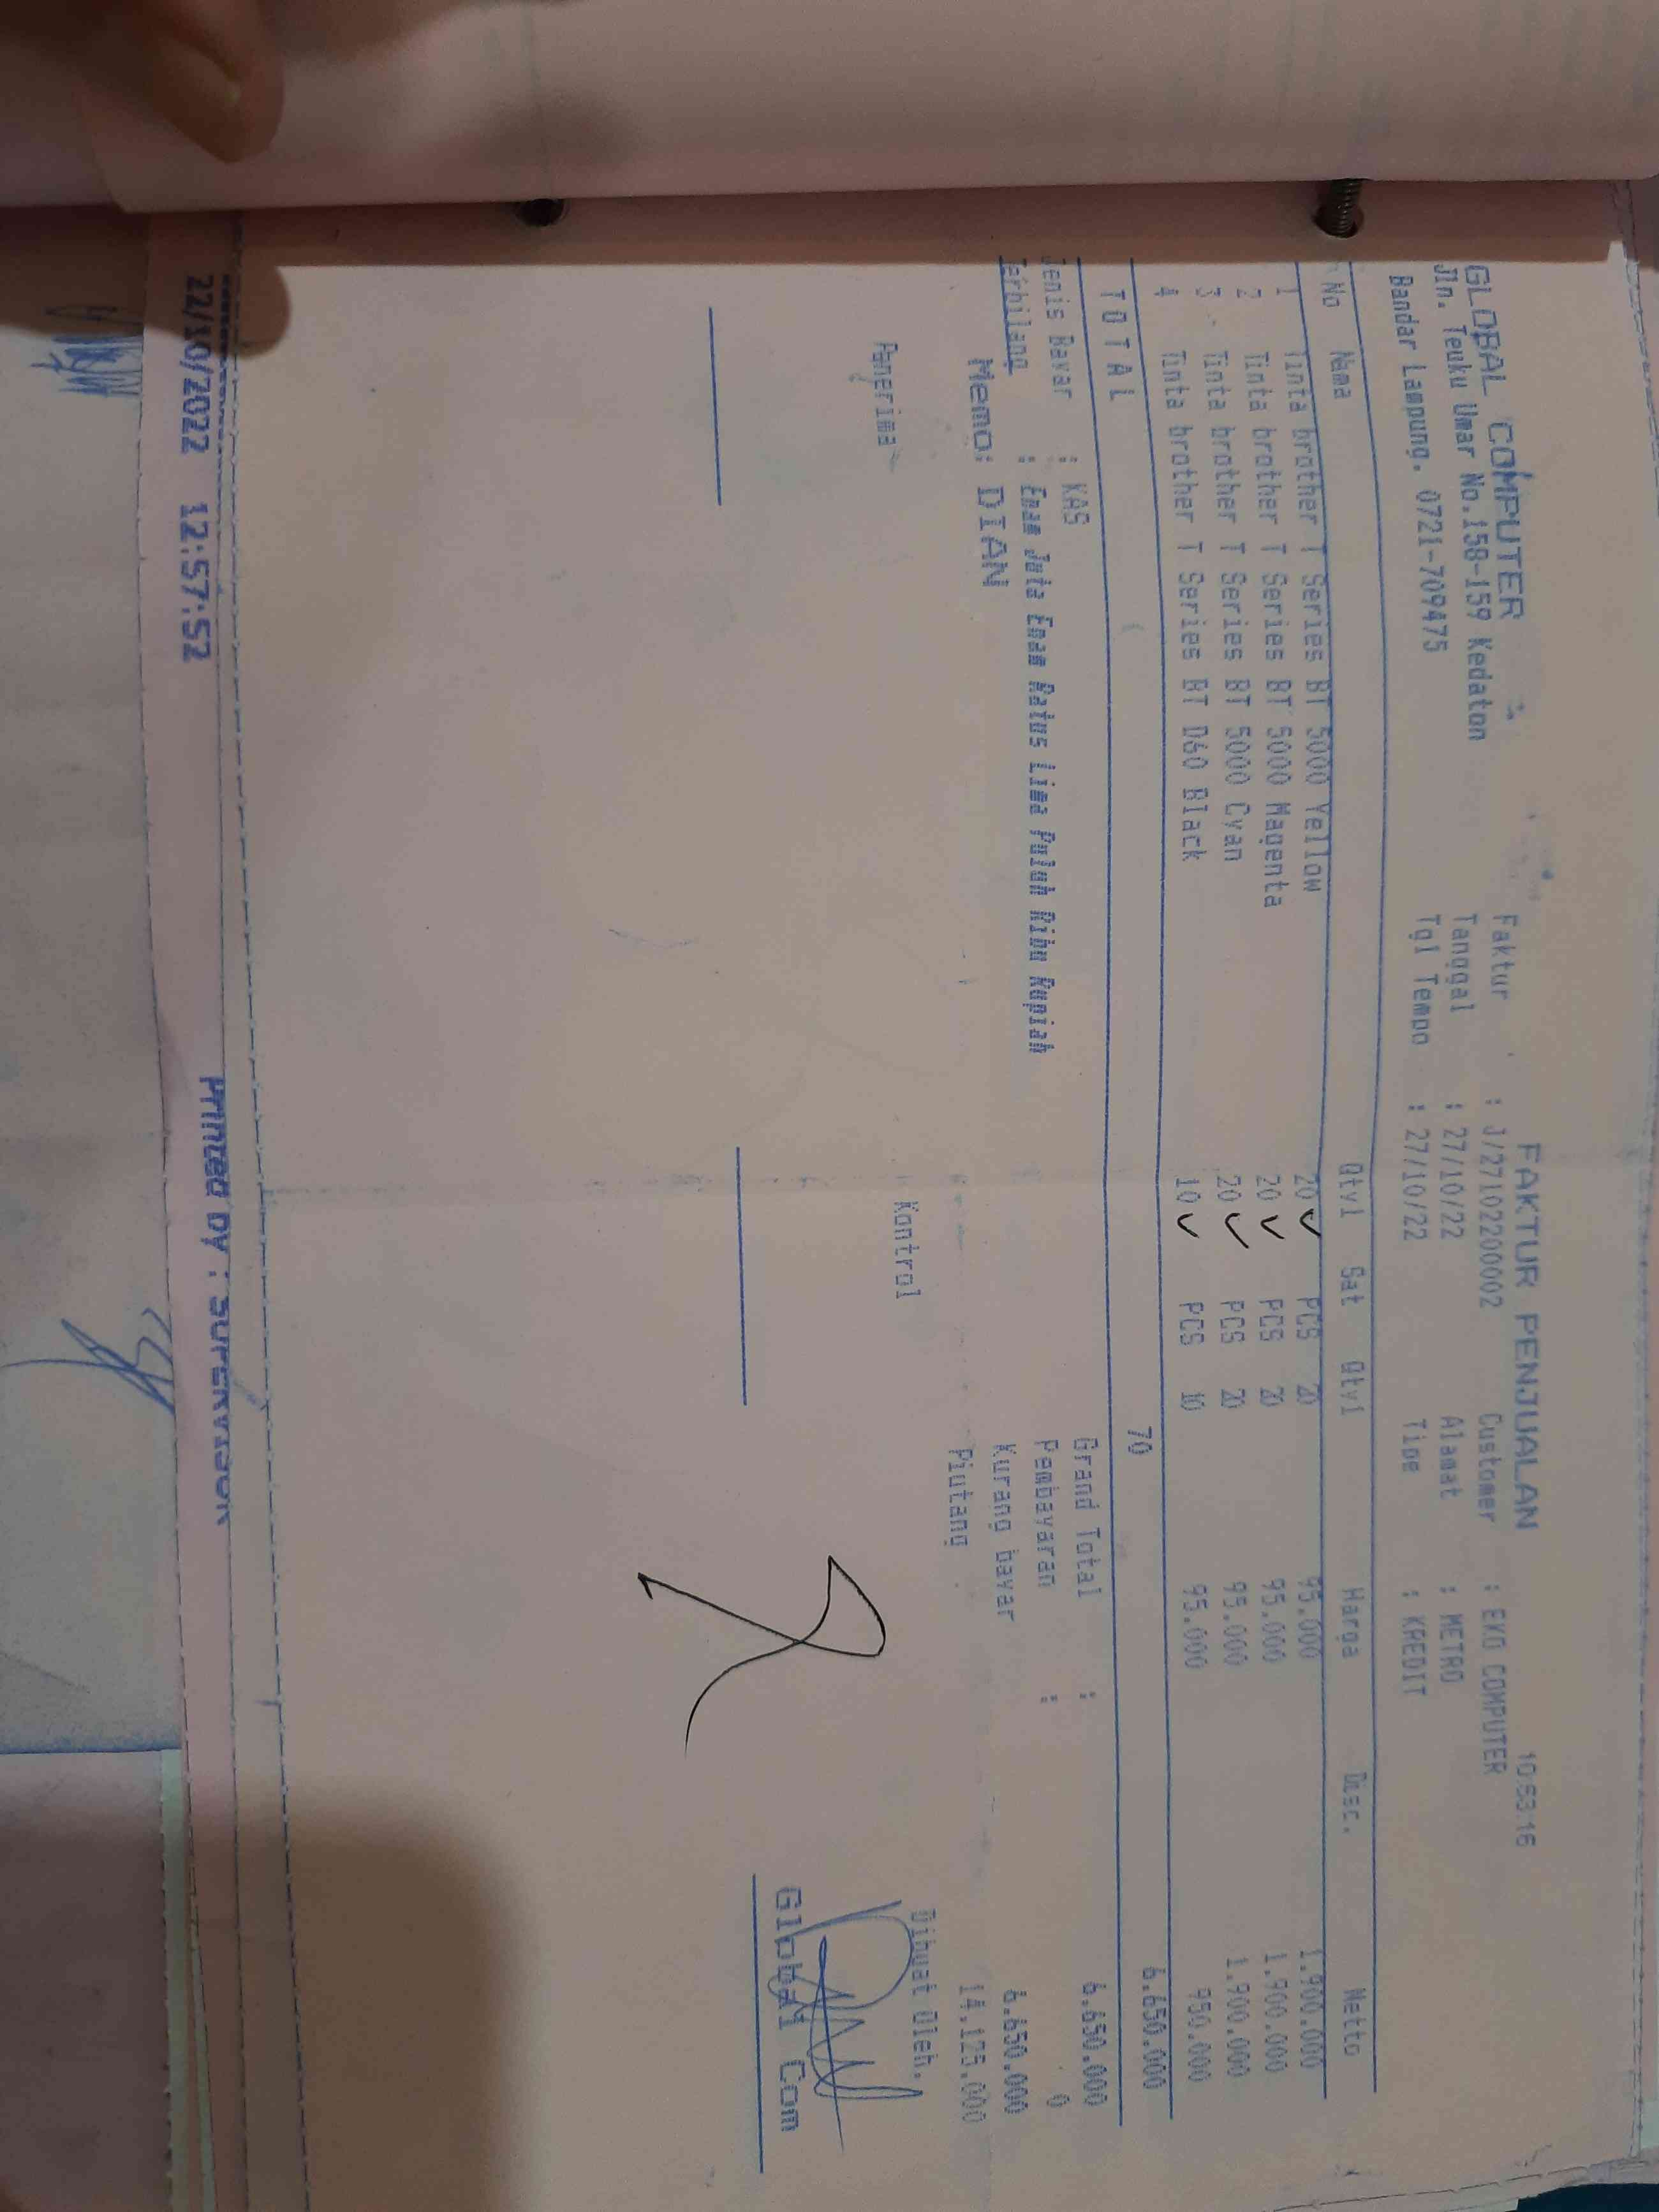 FAKTUR PENJUALAN 10:53:16
GLOBAL COMPUTER Faktur : J/27102200002 Customer : EKO COMPUTER
Jln. Teuku Umar No.158-159 Kedaton Tanggal : 27/10/22 Alamat : METRO
Bandar Lampung. 0721-709475 Tgl Tempo : 27/10/22 Tipe : KREDIT
No Nama Qty1 Sat Qty1 Harga Disc. Netto
1 Tinta brother T Series BT 5000 Yellow 20 PCS 20 95.000 1.900.000
2 Tinta brother T Series BT 5000 Magenta 20 PCS 20 95.000 1.900.000
3 Tinta brother T Series BT 5000 Cyan 20 PCS 20 95.000 1.900.000
4 Tinta brother T Series BT D60 Black 10 PCS 10 95.000 950.000
T O T A L 70 6.650.000
Jenis Bayar : KAS Grand Total : 6.650.000
Terbilang : Enam Juta Enam Ratus Lima Puluh Ribu Rupiah Pembayaran : 0
Memo: DIAN Kurang bayar 6.650.000
Piutang 14.125.000
Penerima Kontrol Dibuat Oleh,
Global Com
22/10/2022 12:57:52 Printed by : SUPERVISOR